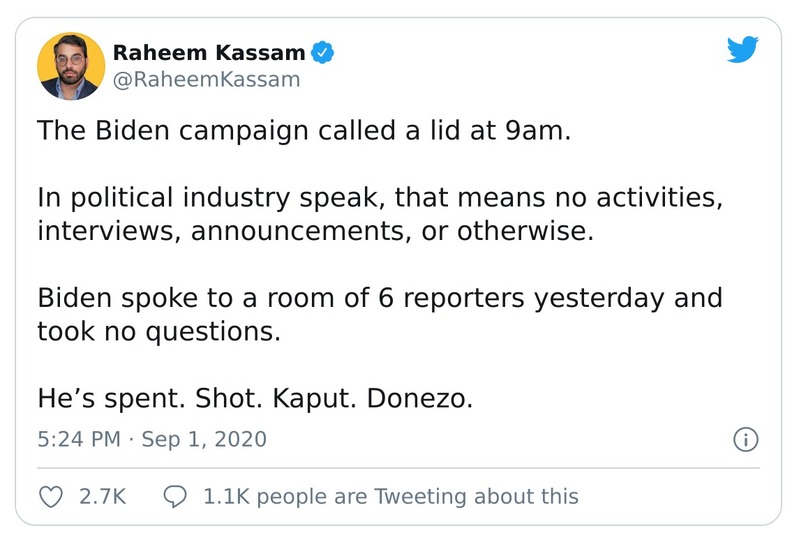 Raheem Kassam
@RaheemKassam
The Biden campaign called a lid at 9am.
In political industry speak, that means no activities,
interviews, announcements, or otherwise.
Biden spoke to a room of 6 reporters yesterday and
took no questions.
He’s spent. Shot. Kaput. Donezo.
5:24 PM · Sep 1, 2020
2.7K 1.1K people are Tweeting about this